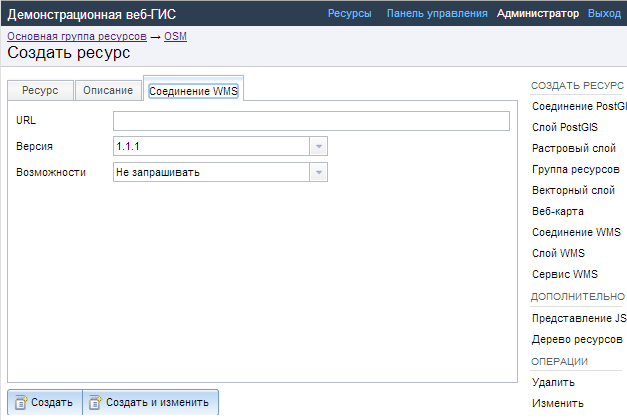 Демонстрационная веб-ГИС Ресурсы Панель управления Администратор Выход
Основная группа ресурсов → OSM
Создать ресурс
Ресурс Описание Соединение WMS
URL
Версия 1.1.1
Возможности Не запрашивать
Создать Создать и изменить
СОЗДАТЬ РЕСУРС
Соединение PostGI
Слой PostGIS
Растровый слой
Группа ресурсов
Векторный слой
Веб-карта
Соединение WMS
Слой WMS
Сервис WMS
ДОПОЛНИТЕЛЬНО
Представление JS
Дерево ресурсов
ОПЕРАЦИИ
Удалить
Изменить